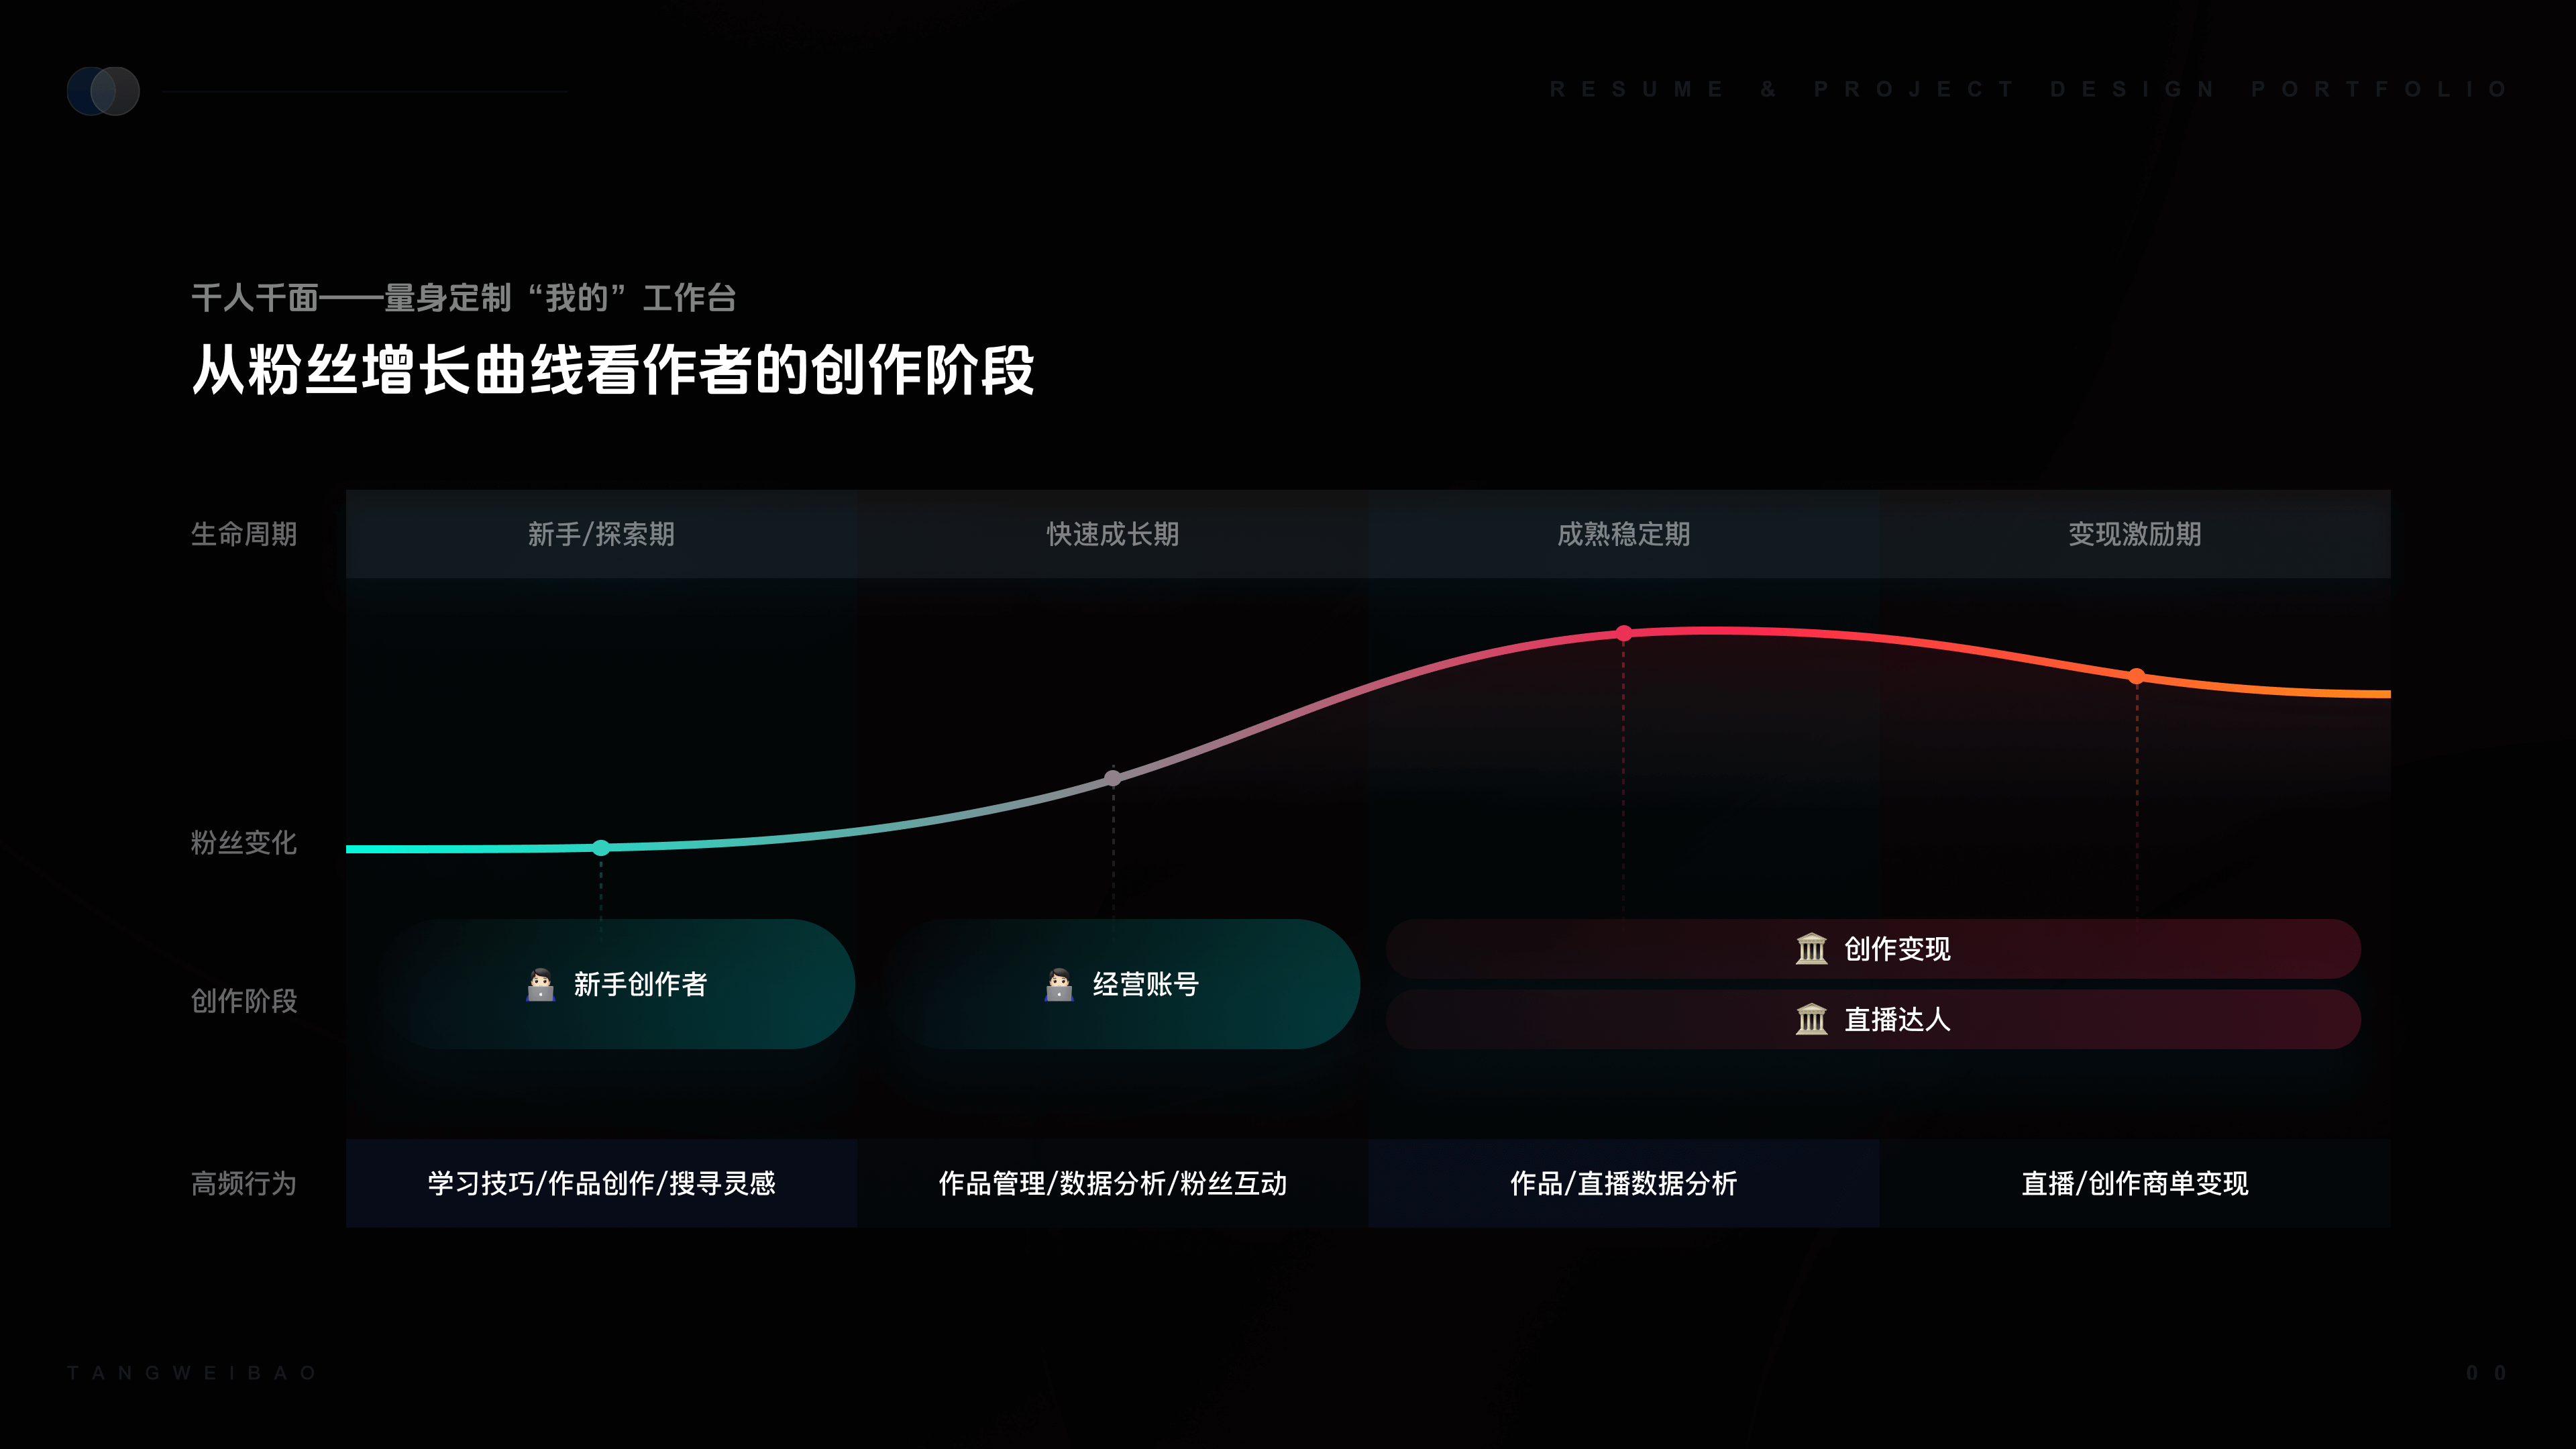 RESUME & PROJECT DESIGN PORTFOLIO
千人千面——量身定制“我的”工作台
从粉丝增长曲线看作者的创作阶段
生命周期 新手/探索期 快速成长期 成熟稳定期 变现激励期
粉丝变化
创作阶段 新手创作者 经营账号 创作变现
直播达人
高频行为 学习技巧/作品创作/搜寻灵感 作品管理/数据分析/粉丝互动 作品/直播数据分析 直播/创作商单变现
TANGWEIBAO 00